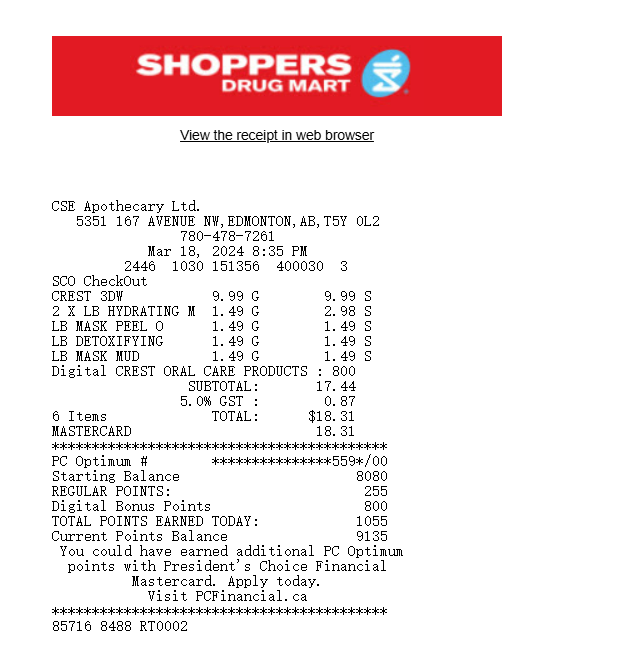 SHOPPERS
DRUG MART
View the receipt in web browser
CSE Apothecary Ltd.
5351 167 AVENUE NW, EDMONTON, AB, T5Y 0L2
780-478-7261
Mar 18, 2024 8:35 PM
2446 1030 151356 400030 3
SCO CheckOut
CREST 3DW 9.99 G 9.99 S
2 X LB HYDRATING M 1.49 G 2.98 S
LB MASK PEEL O 1.49 G 1.49 S
LB DETOXIFYING 1.49 G 1.49 S
LB MASK MUD 1.49 G 1.49 S
Digital CREST ORAL CARE PRODUCTS : 800
SUBTOTAL: 17.44
5.0% GST : 0.87
6 Items TOTAL: $18.31
MASTERCARD 18.31
******************************************
PC Optimum # ***************559*/00
Starting Balance 8080
REGULAR POINTS: 255
Digital Bonus Points 800
TOTAL POINTS EARNED TODAY: 1055
Current Points Balance 9135
You could have earned additional PC Optimum
points with President's Choice Financial
Mastercard. Apply today.
Visit PCFinancial.ca
******************************************
85716 8488 RT0002